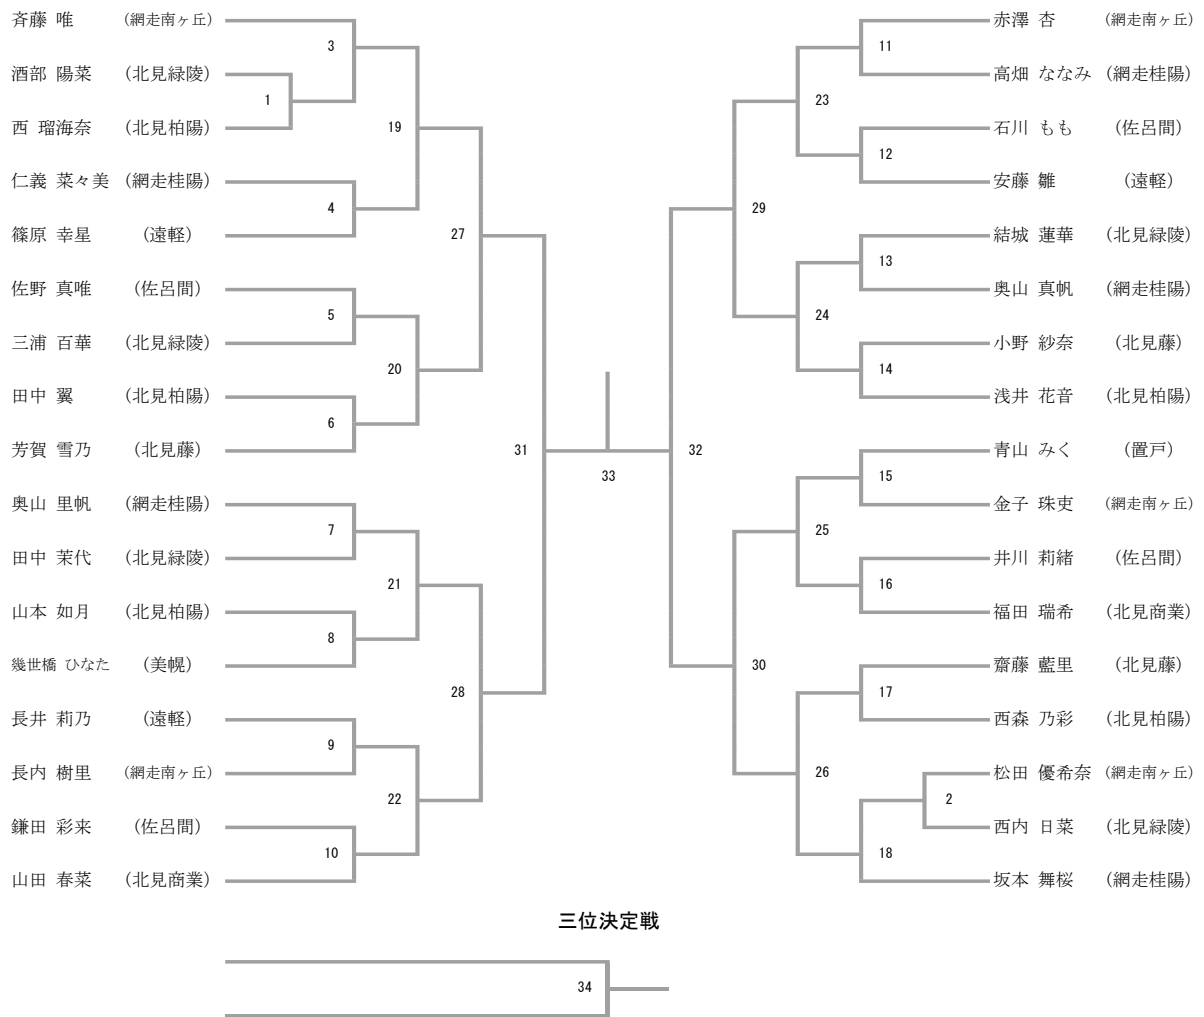 斉藤 唯 （網走南ヶ丘）
3
酒部 陽菜 （北見緑陵）
1
西 瑠海奈 （北見柏陽）
19
仁義 菜々美 （網走桂陽）
4
篠原 幸星 （遠軽）
27
佐野 真唯 （佐呂間）
5
三浦 百華 （北見緑陵）
20
田中 翼 （北見柏陽）
6
芳賀 雪乃 （北見藤）
31
奥山 里帆 （網走桂陽）
7
田中 茉代 （北見緑陵）
21
山本 如月 （北見柏陽）
8
幾世橋 ひなた （美幌）
28
長井 莉乃 （遠軽）
9
長内 樹里 （網走南ヶ丘）
22
鎌田 彩来 （佐呂間）
10
山田 春菜 （北見商業）
33
赤澤 杏 （網走南ヶ丘）
11
高畑 ななみ （網走桂陽）
23
石川 もも （佐呂間）
12
安藤 雛 （遠軽）
29
結城 蓮華 （北見緑陵）
13
奥山 真帆 （網走桂陽）
24
小野 紗奈 （北見藤）
14
浅井 花音 （北見柏陽）
32
青山 みく （置戸）
15
金子 珠吏 （網走南ヶ丘）
25
井川 莉緒 （佐呂間）
16
福田 瑞希 （北見商業）
30
齋藤 藍里 （北見藤）
17
西森 乃彩 （北見柏陽）
26
松田 優希奈 （網走南ヶ丘）
2
西内 日菜 （北見緑陵）
18
坂本 舞桜 （網走桂陽）
三位決定戦
34